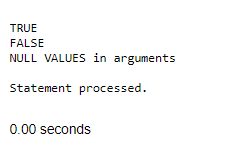 TRUE
FALSE
NULL VALUES in arguments
Statement processed.
0.00 seconds